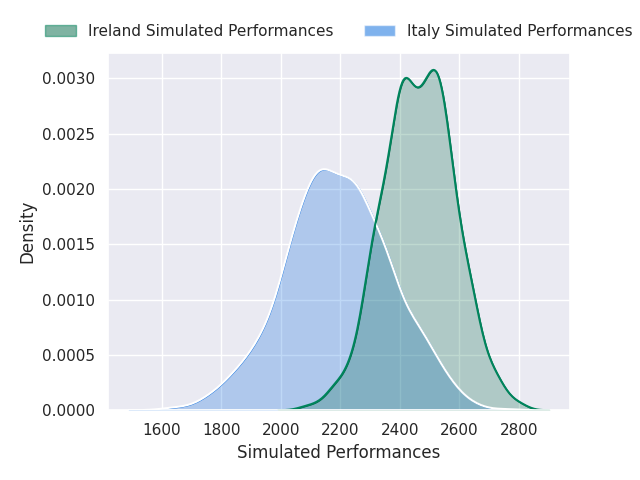 Ireland Simulated Performances Italy Simulated Performances
0.0030
0.0025
0.0020
0.0015
0.0010
0.0005
0.0000
Density
1600 1800 2000 2200 2400 2600 2800
Simulated Performances